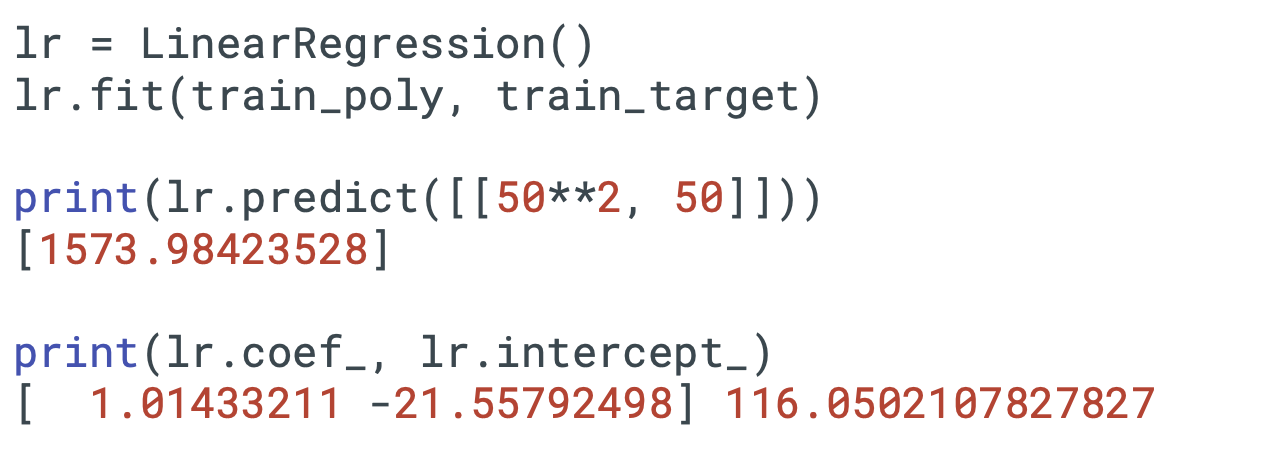 lr = LinearRegression()
lr.fit(train_poly, train_target)
print(lr.predict([[50**2, 50]]))
[1573.98423528]
print(lr.coef_, lr.intercept_)
[  1.01433211 -21.55792498] 116.0502107827827